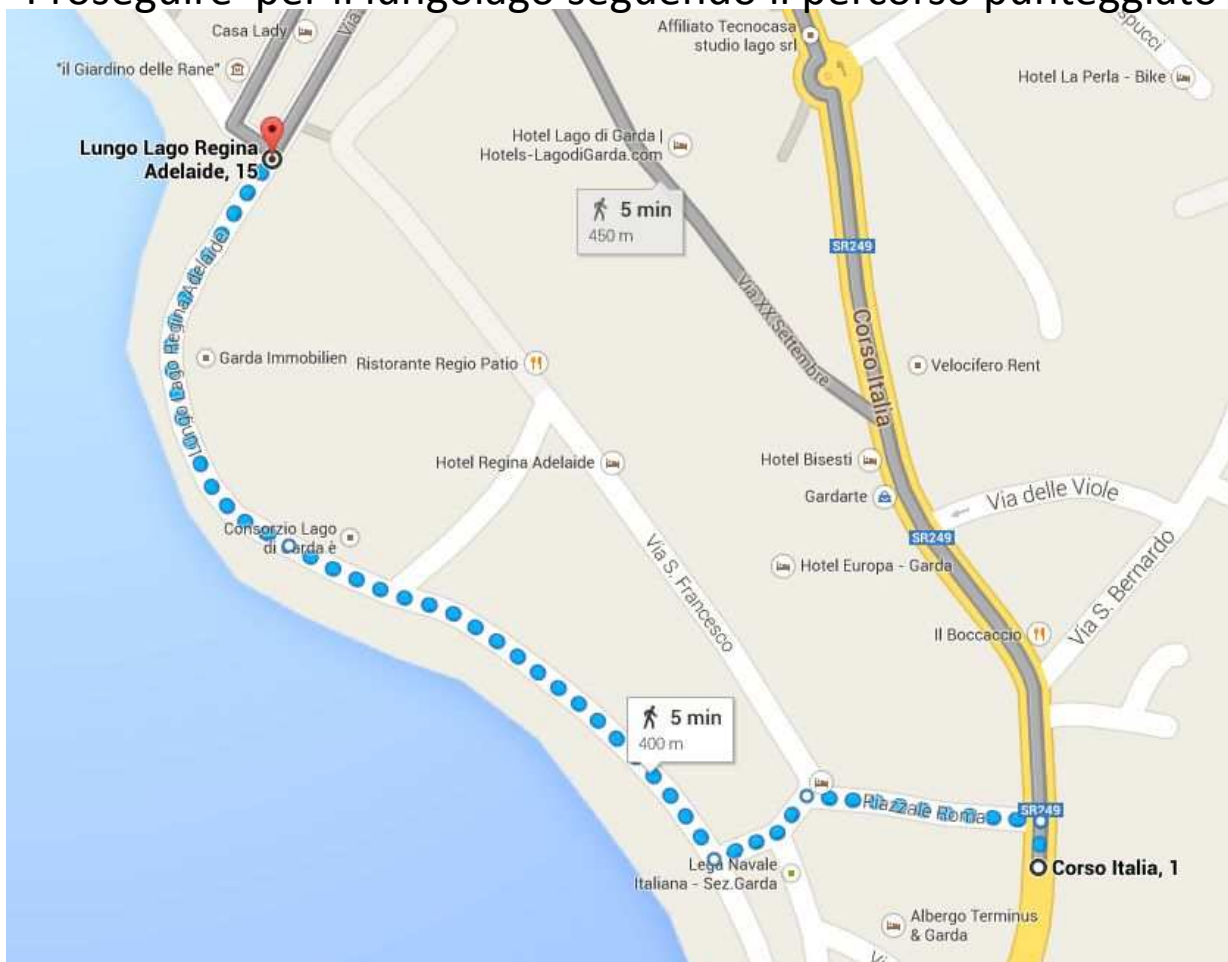 Proseguire per il lungolago seguendo il percorso punteggiato
Casa Lady
Via
Affiliato Tecnocasa
studio lago srl
"il Giardino delle Rane"
Hotel La Perla - Bike
Lungo Lago Regina
Adelaide, 15
Hotel Lago di Garda |
Hotels-LagodiGarda.com
5 min
450 m
SR249
Lungo Lago Regina Adelaide
Via XX Settembre
Corso Italia
Garda Immobilien
Ristorante Regio Patio
Velocifero Rent
Hotel Regina Adelaide
Hotel Bisesti
Gardarte
Via delle Viole
Consorzio Lago
di Garda è
SR249
Via S. Francesco
Hotel Europa - Garda
Via S. Bernardo
Il Boccaccio
5 min
400 m
Piazzale Roma
SR249
Lega Navale
Italiana - Sez.Garda
Corso Italia, 1
Albergo Terminus
& Garda